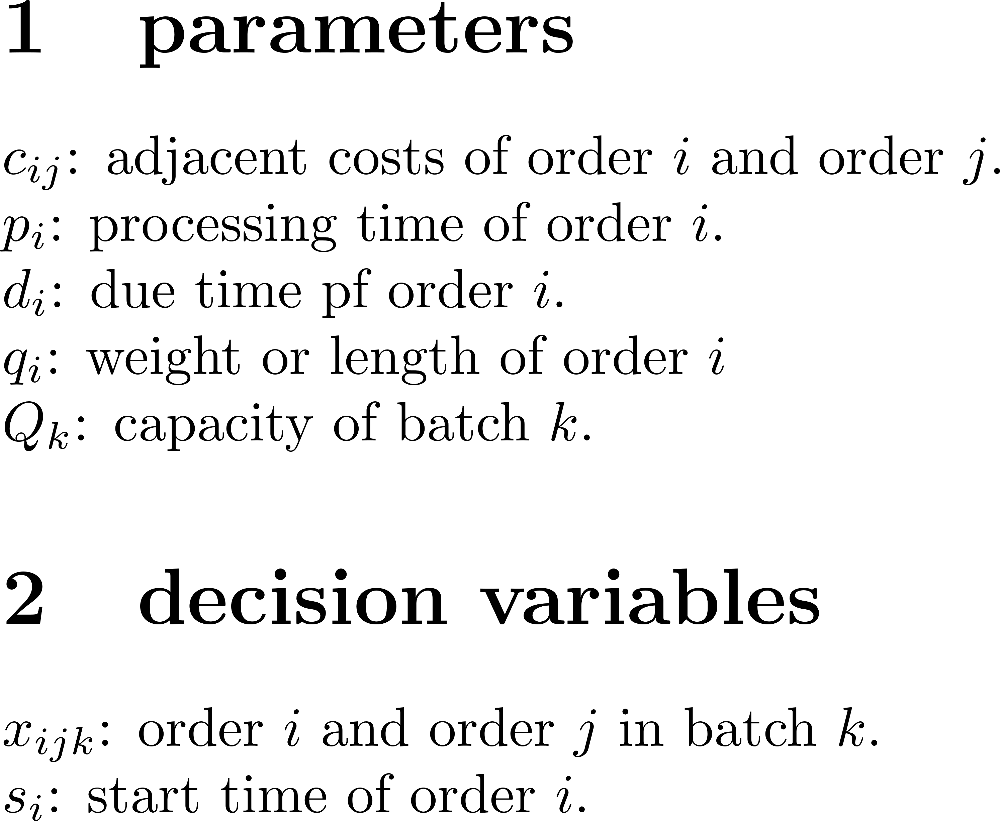 1 parameters
c_{ij}: adjacent costs of order i and order j.
p_i: processing time of order i.
d_i: due time pf order i.
q_i: weight or length of order i
Q_k: capacity of batch k.
2 decision variables
x_{ijk}: order i and order j in batch k.
s_i: start time of order i.